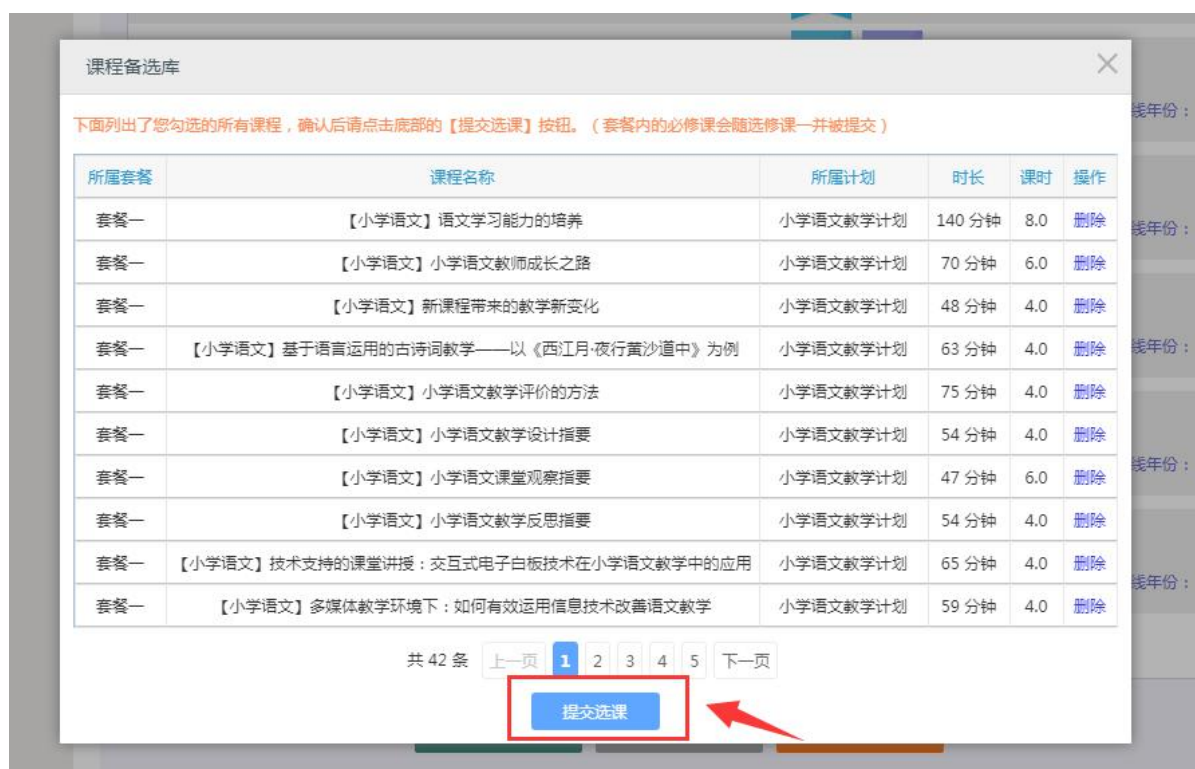 课程备选库
下面列出了您勾选的所有课程，确认后请点击底部的【提交选课】按钮。（套餐内的必修课会随选修课一并被提交）
所属套餐 课程名称 所属计划 时长 课时 操作
套餐一 【小学语文】语文学习能力的培养 小学语文教学计划 140 分钟 8.0 删除
套餐一 【小学语文】小学语文教师成长之路 小学语文教学计划 70 分钟 6.0 删除
套餐一 【小学语文】新课程带来的教学新变化 小学语文教学计划 48 分钟 4.0 删除
套餐一 【小学语文】基于语言运用的古诗词教学——以《西江月·夜行黄沙道中》为例 小学语文教学计划 63 分钟 4.0 删除
套餐一 【小学语文】小学语文教学评价的方法 小学语文教学计划 75 分钟 4.0 删除
套餐一 【小学语文】小学语文教学设计指要 小学语文教学计划 54 分钟 4.0 删除
套餐一 【小学语文】小学语文课堂观察指要 小学语文教学计划 47 分钟 6.0 删除
套餐一 【小学语文】小学语文教学反思指要 小学语文教学计划 54 分钟 4.0 删除
套餐一 【小学语文】技术支持的课堂讲授：交互式电子白板技术在小学语文教学中的应用 小学语文教学计划 65 分钟 4.0 删除
套餐一 【小学语文】多媒体教学环境下：如何有效运用信息技术改善语文教学 小学语文教学计划 59 分钟 4.0 删除
共 42 条 上一页 1 2 3 4 5 下一页
提交选课
线年份：
线年份：
线年份：
线年份：
线年份：